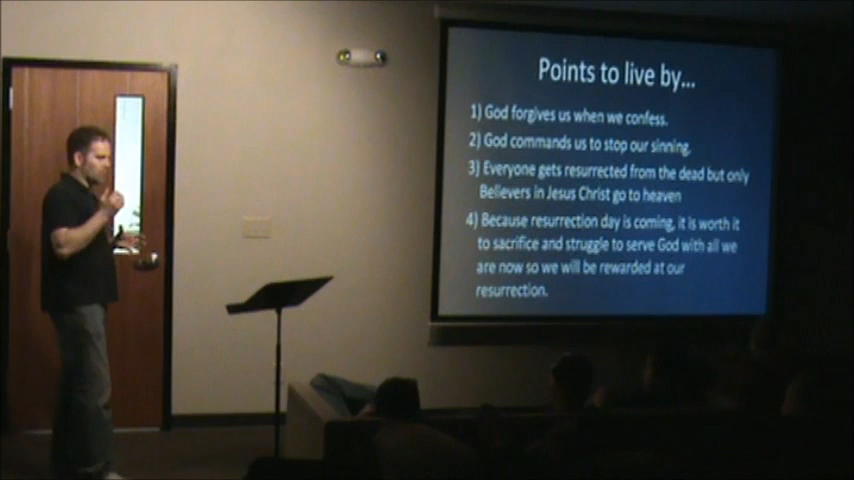 Points to live by...
1) God forgives us when we confess.
2) God commands us to stop our sinning.
3) Everyone gets resurrected from the dead but only
Believers in Jesus Christ go to heaven
4) Because resurrection day is coming, it is worth it
to sacrifice and struggle to serve God with all we
are now so we will be rewarded at our
resurrection.